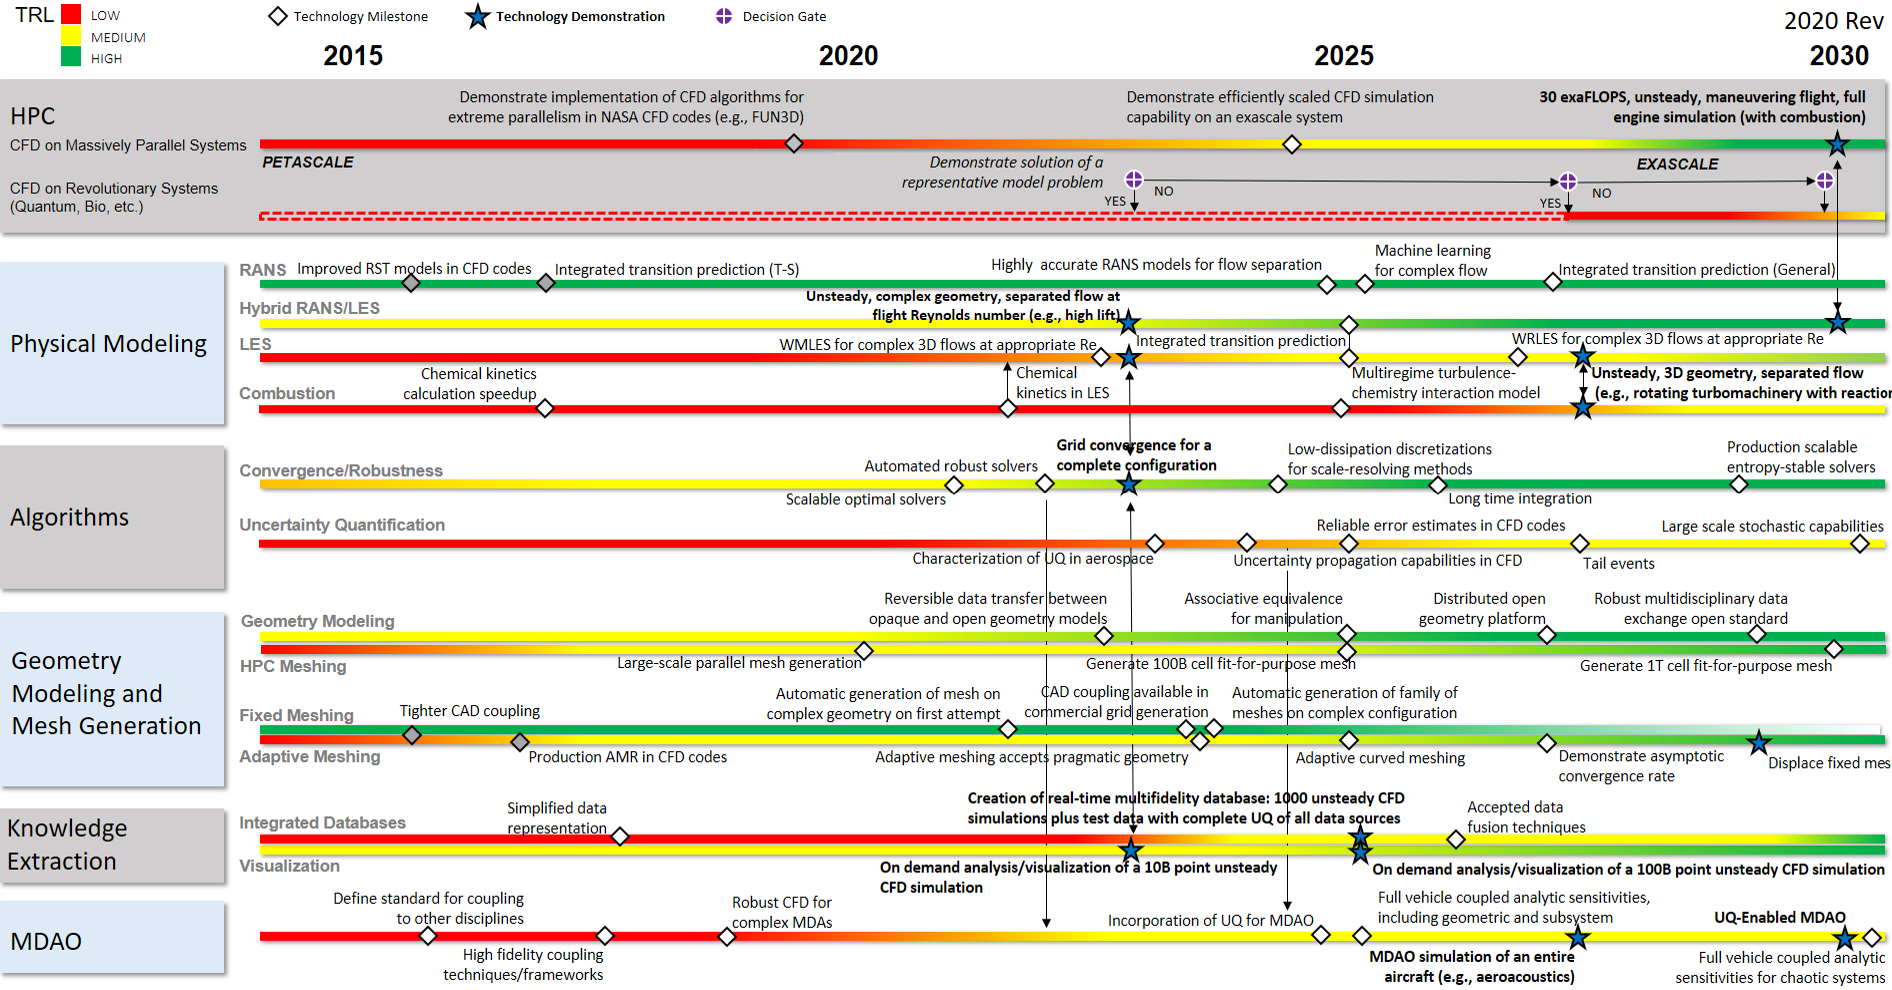 TRL
LOW
MEDIUM
HIGH
Technology Milestone
Technology Demonstration
Decision Gate
2020 Rev
2015
2020
2025
2030
HPC
CFD on Massively Parallel Systems
CFD on Revolutionary Systems
(Quantum, Bio, etc.)
Demonstrate implementation of CFD algorithms for
extreme parallelism in NASA CFD codes (e.g., FUN3D)
Demonstrate efficiently scaled CFD simulation
capability on an exascale system
30 exaFLOPS, unsteady, maneuvering flight, full
engine simulation (with combustion)
PETASCALE
Demonstrate solution of a
representative model problem
EXASCALE
NO
YES
NO
YES
Physical Modeling
RANS
Improved RST models in CFD codes
Integrated transition prediction (T-S)
Highly accurate RANS models for flow separation
Machine learning
for complex flow
Integrated transition prediction (General)
Hybrid RANS/LES
Unsteady, complex geometry, separated flow at
flight Reynolds number (e.g., high lift)
LES
WMLES for complex 3D flows at appropriate Re
Integrated transition prediction
WRLES for complex 3D flows at appropriate Re
Combustion
Chemical kinetics
calculation speedup
Chemical
kinetics in LES
Multiregime turbulence-
chemistry interaction model
Unsteady, 3D geometry, separated flow
(e.g., rotating turbomachinery with reactio
Algorithms
Convergence/Robustness
Automated robust solvers
Scalable optimal solvers
Grid convergence for a
complete configuration
Low-dissipation discretizations
for scale-resolving methods
Long time integration
Production scalable
entropy-stable solvers
Uncertainty Quantification
Characterization of UQ in aerospace
Reliable error estimates in CFD codes
Uncertainty propagation capabilities in CFD
Tail events
Large scale stochastic capabilities
Geometry
Modeling and
Mesh Generation
Geometry Modeling
Reversible data transfer between
opaque and open geometry models
Associative equivalence
for manipulation
Distributed open
geometry platform
Robust multidisciplinary data
exchange open standard
HPC Meshing
Large-scale parallel mesh generation
Generate 100B cell fit-for-purpose mesh
Generate 1T cell fit-for-purpose mesh
Fixed Meshing
Tighter CAD coupling
Automatic generation of mesh on
complex geometry on first attempt
CAD coupling available in
commercial grid generation
Automatic generation of family of
meshes on complex configuration
Adaptive Meshing
Production AMR in CFD codes
Adaptive meshing accepts pragmatic geometry
Adaptive curved meshing
Demonstrate asymptotic
convergence rate
Displace fixed mes
Knowledge
Extraction
Integrated Databases
Simplified data
representation
Creation of real-time multifidelity database: 1000 unsteady CFD
simulations plus test data with complete UQ of all data sources
Accepted data
fusion techniques
Visualization
On demand analysis/visualization of a 10B point unsteady
CFD simulation
On demand analysis/visualization of a 100B point unsteady CFD simulation
MDAO
Define standard for coupling
to other disciplines
High fidelity coupling
techniques/frameworks
Robust CFD for
complex MDAs
Incorporation of UQ for MDAO
Full vehicle coupled analytic sensitivities,
including geometric and subsystem
MDAO simulation of an entire
aircraft (e.g., aeroacoustics)
UQ-Enabled MDAO
Full vehicle coupled analytic
sensitivities for chaotic systems